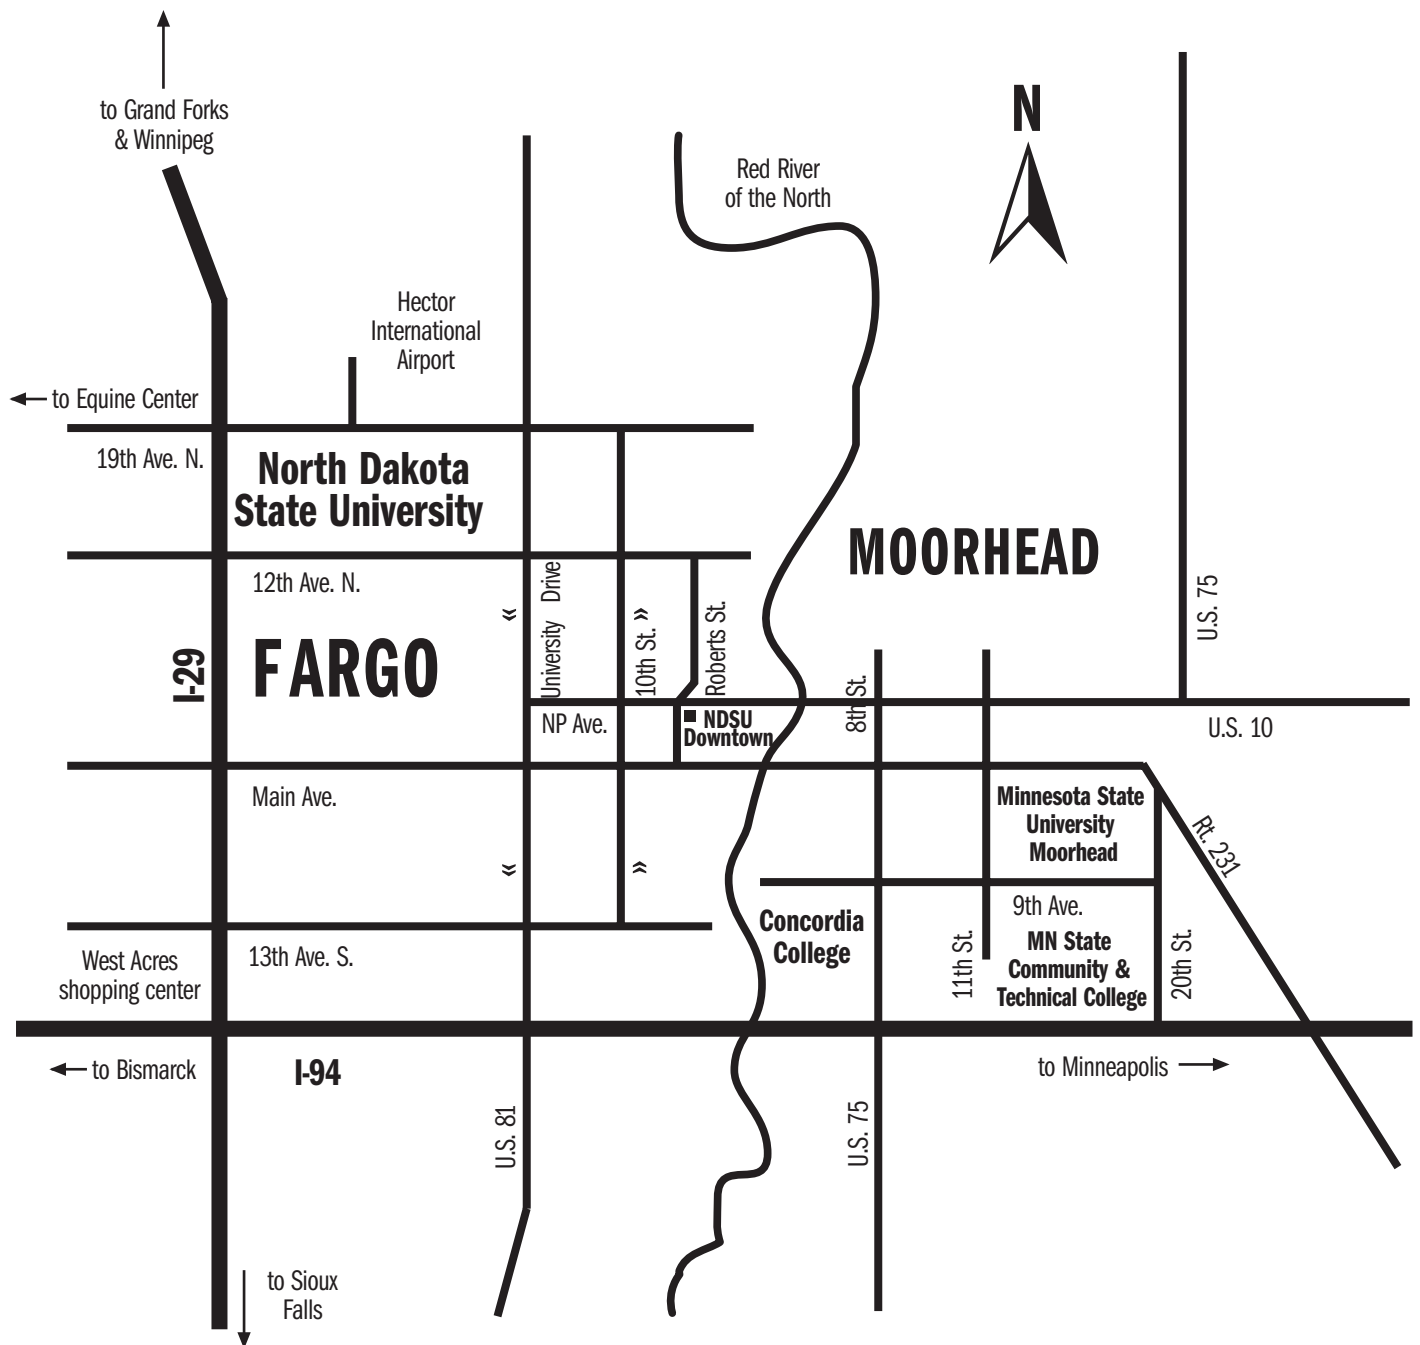 to Grand Forks
& Winnipeg
N
Red River
of the North
Hector
International
Airport
to Equine Center
19th Ave. N.
North Dakota
State University
MOORHEAD
12th Ave. N.
University Drive
U.S. 75
FARGO
I-29
10th St.
Roberts St.
8th St.
NP Ave.
NDSU
Downtown
U.S. 10
Main Ave.
Minnesota State
University
Moorhead
Rt. 231
9th Ave.
Concordia
College
MN State
Community &
Technical College
11th St.
20th St.
13th Ave. S.
West Acres
shopping center
to Bismarck
I-94
to Minneapolis
U.S. 81
U.S. 75
to Sioux
Falls